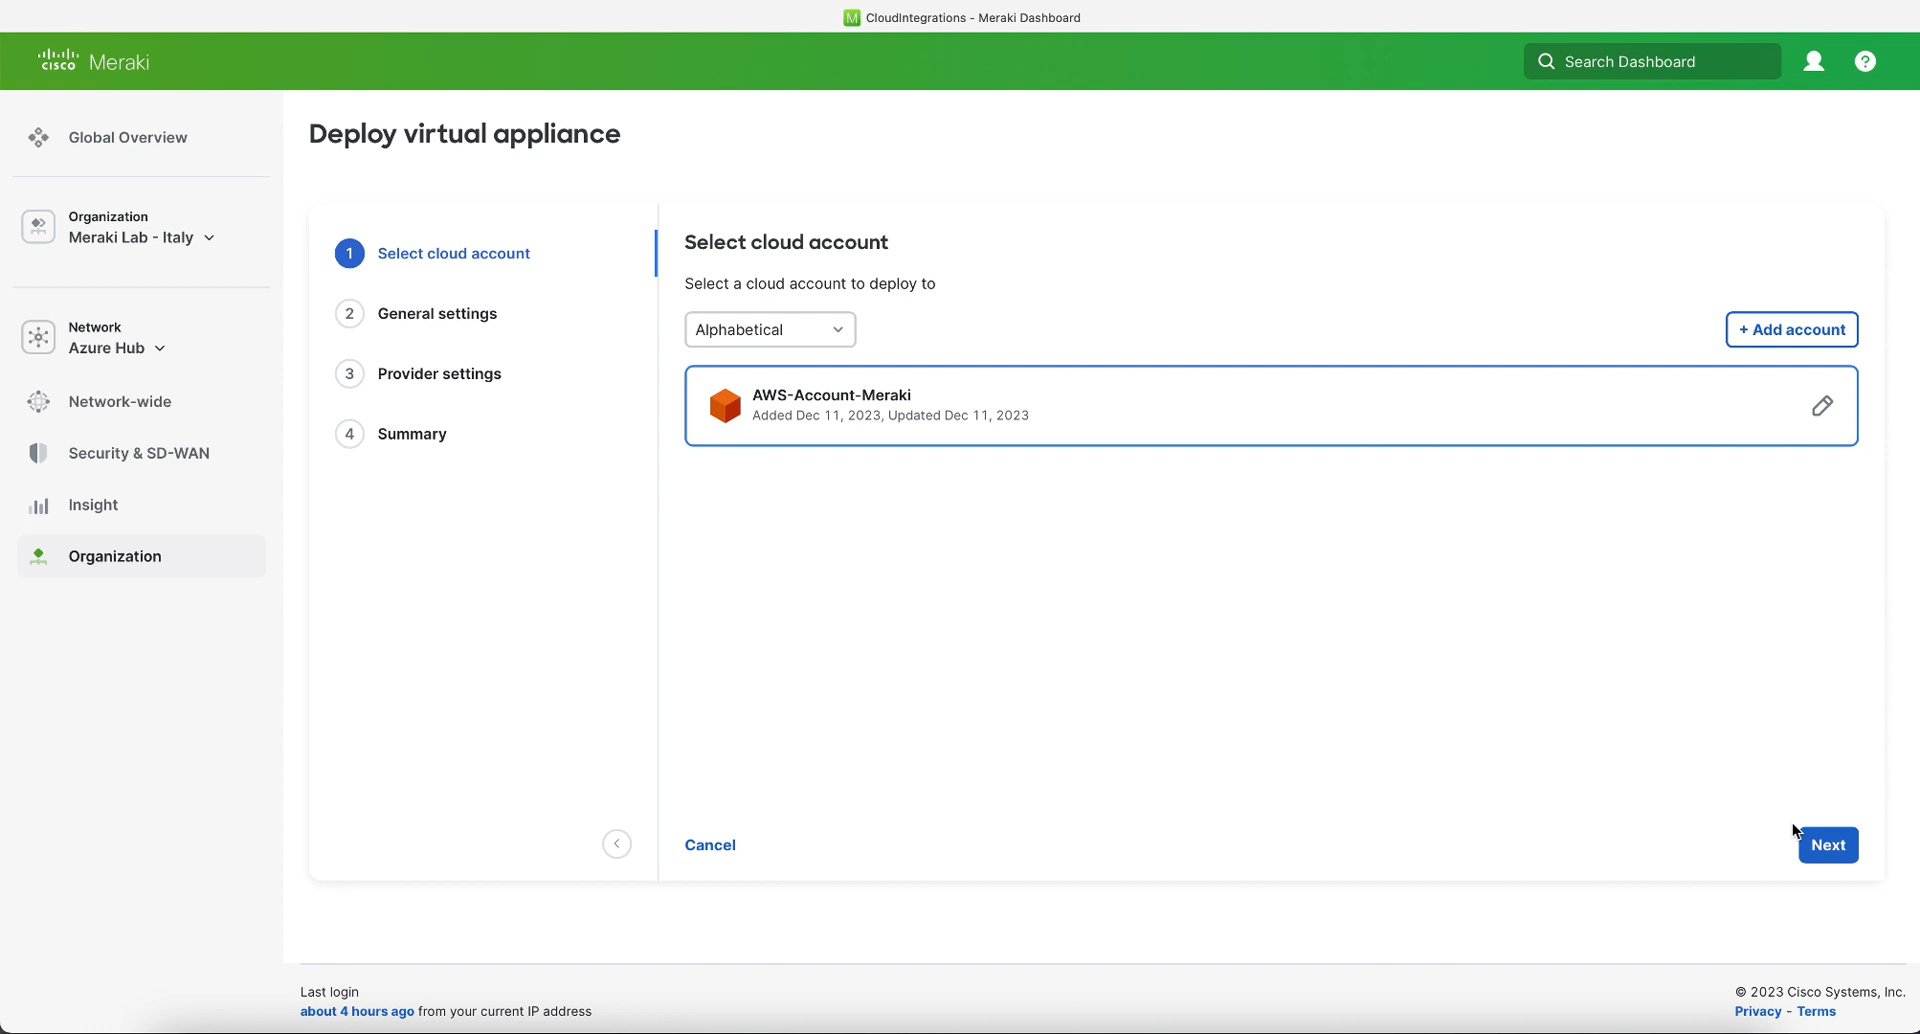 M CloudIntegrations - Meraki Dashboard
cisco Meraki
Search Dashboard
?
Global Overview
Organization
Meraki Lab - Italy
Network
Azure Hub
Network-wide
Security & SD-WAN
Insight
Organization
Deploy virtual appliance
1 Select cloud account
2 General settings
3 Provider settings
4 Summary
Select cloud account
Select a cloud account to deploy to
Alphabetical
+ Add account
AWS-Account-Meraki
Added Dec 11, 2023, Updated Dec 11, 2023
Cancel
Next
Last login
about 4 hours ago from your current IP address
© 2023 Cisco Systems, Inc.
Privacy - Terms